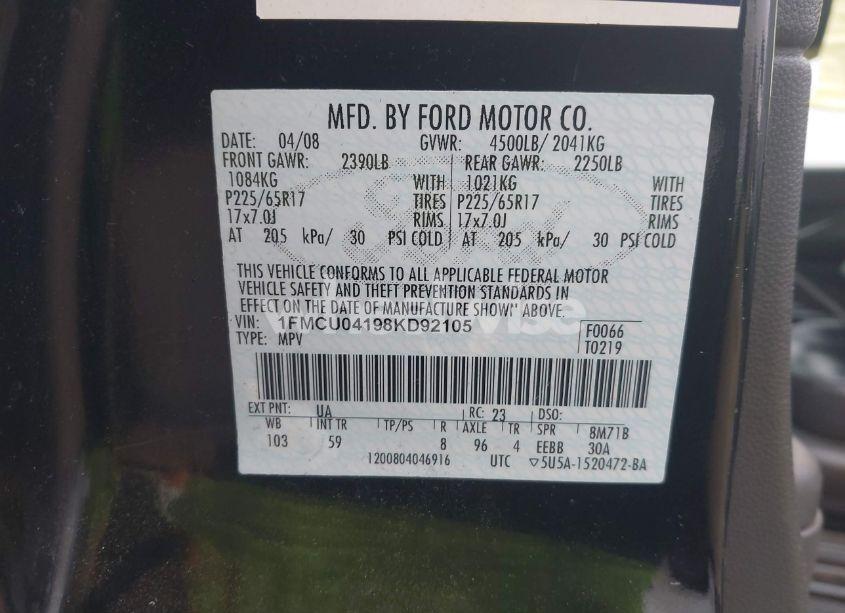 MFD. BY FORD MOTOR CO.
DATE: 04/08 GVWR: 4500LB/ 2041KG
FRONT GAWR: 2390LB REAR GAWR: 2250LB
1084KG WITH 1021KG WITH
P225/65R17 TIRES P225/65R17 TIRES
17x7.0J RIMS 17x7.0J RIMS
AT 205 kPa/ 30 PSI COLD AT 205 kPa/ 30 PSI COLD
THIS VEHICLE CONFORMS TO ALL APPLICABLE FEDERAL MOTOR
VEHICLE SAFETY AND THEFT PREVENTION STANDARDS IN
EFFECT ON THE DATE OF MANUFACTURE SHOWN ABOVE.
VIN: 1FMCU04198KD92105 F0066
TYPE: MPV T0219
EXT PNT: UA RC: 23 DSO:
WB INT TR TP/PS R AXLE TR SPR 8M71B
103 59 8 96 4 EEBB 30A
1200804046916 UTC ▽5U5A-1520472-BA